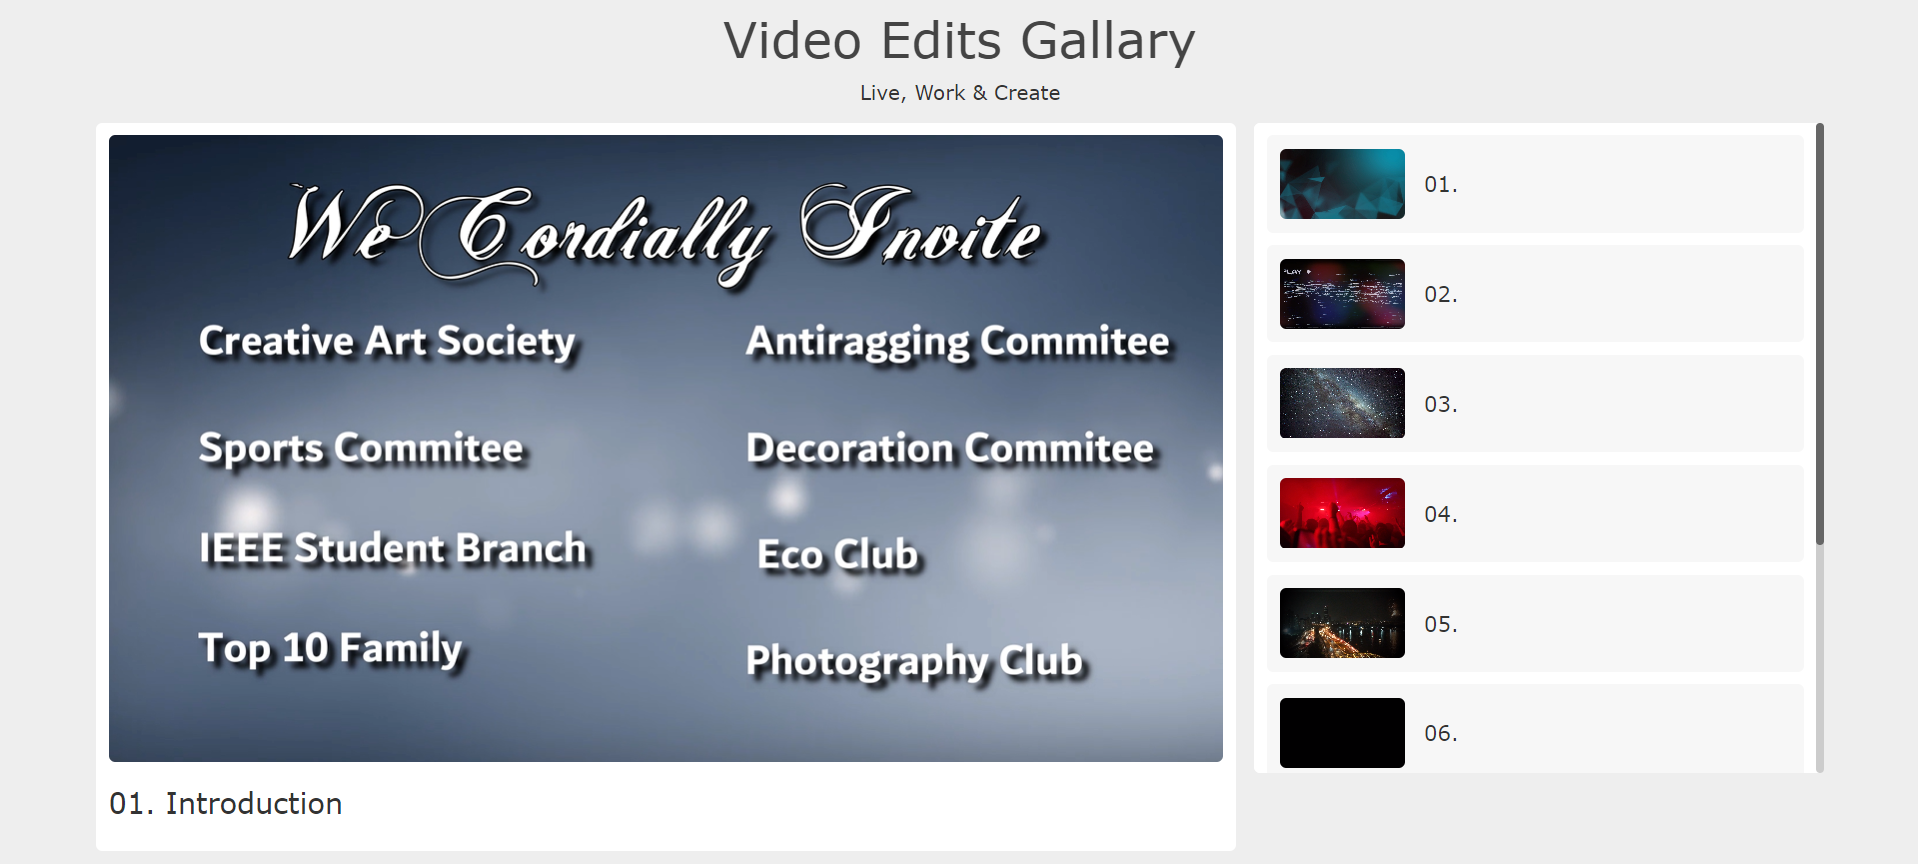 Video Edits Gallary
Live, Work & Create
We Cordially Invite
Creative Art Society
Antiragging Commitee
Sports Commitee
Decoration Commitee
IEEE Student Branch
Eco Club
Top 10 Family
Photography Club
01. Introduction
01.
PLAY
02.
03.
04.
05.
06.